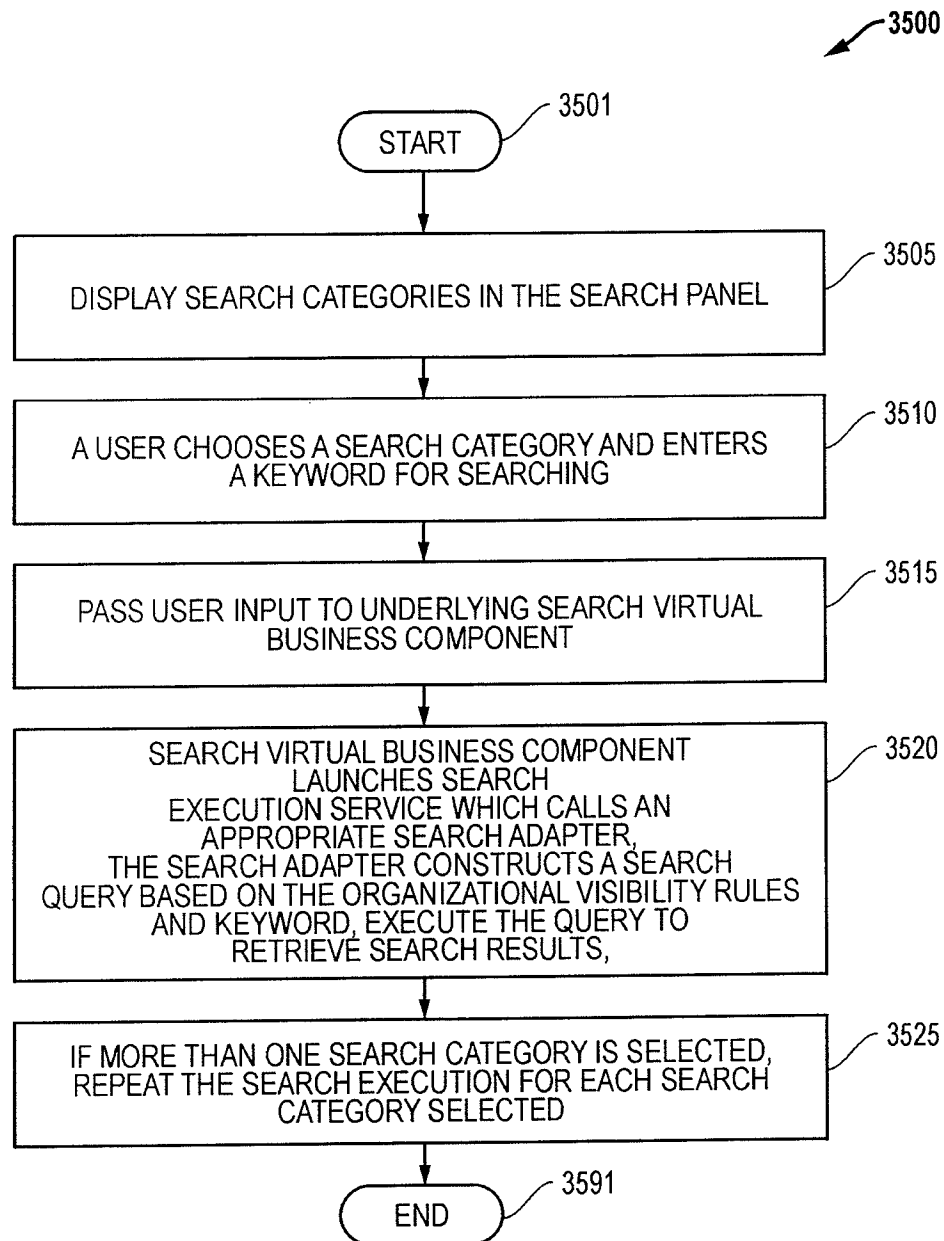 3500
START
3501
DISPLAY SEARCH CATEGORIES IN THE SEARCH PANEL
3505
A USER CHOOSES A SEARCH CATEGORY AND ENTERS
A KEYWORD FOR SEARCHING
3510
PASS USER INPUT TO UNDERLYING SEARCH VIRTUAL
BUSINESS COMPONENT
3515
SEARCH VIRTUAL BUSINESS COMPONENT
LAUNCHES SEARCH
EXECUTION SERVICE WHICH CALLS AN
APPROPRIATE SEARCH ADAPTER,
THE SEARCH ADAPTER CONSTRUCTS A SEARCH
QUERY BASED ON THE ORGANIZATIONAL VISIBILITY RULES
AND KEYWORD, EXECUTE THE QUERY TO
RETRIEVE SEARCH RESULTS,
3520
IF MORE THAN ONE SEARCH CATEGORY IS SELECTED,
REPEAT THE SEARCH EXECUTION FOR EACH SEARCH
CATEGORY SELECTED
3525
END
3591